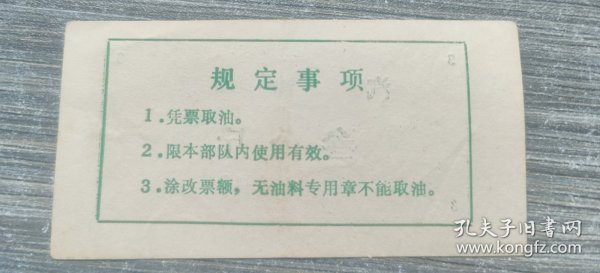 规定事项
1.凭票取油。
2.限本部队内使用有效。
3.涂改票额，无油料专用章不能取油。
孔夫子旧书网
www.kongfz.com